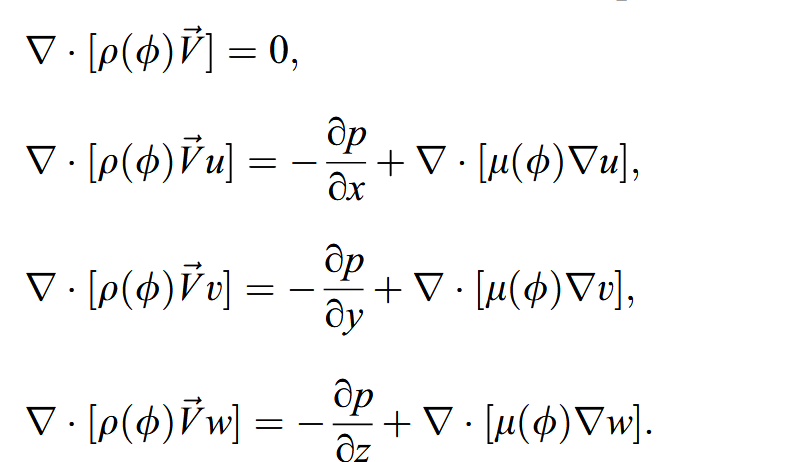 ∇ · [ρ(ϕ)V⃗] = 0,
∇ · [ρ(ϕ)V⃗u] = −∂p/∂x + ∇ · [μ(ϕ)∇u],
∇ · [ρ(ϕ)V⃗v] = −∂p/∂y + ∇ · [μ(ϕ)∇v],
∇ · [ρ(ϕ)V⃗w] = −∂p/∂z + ∇ · [μ(ϕ)∇w].